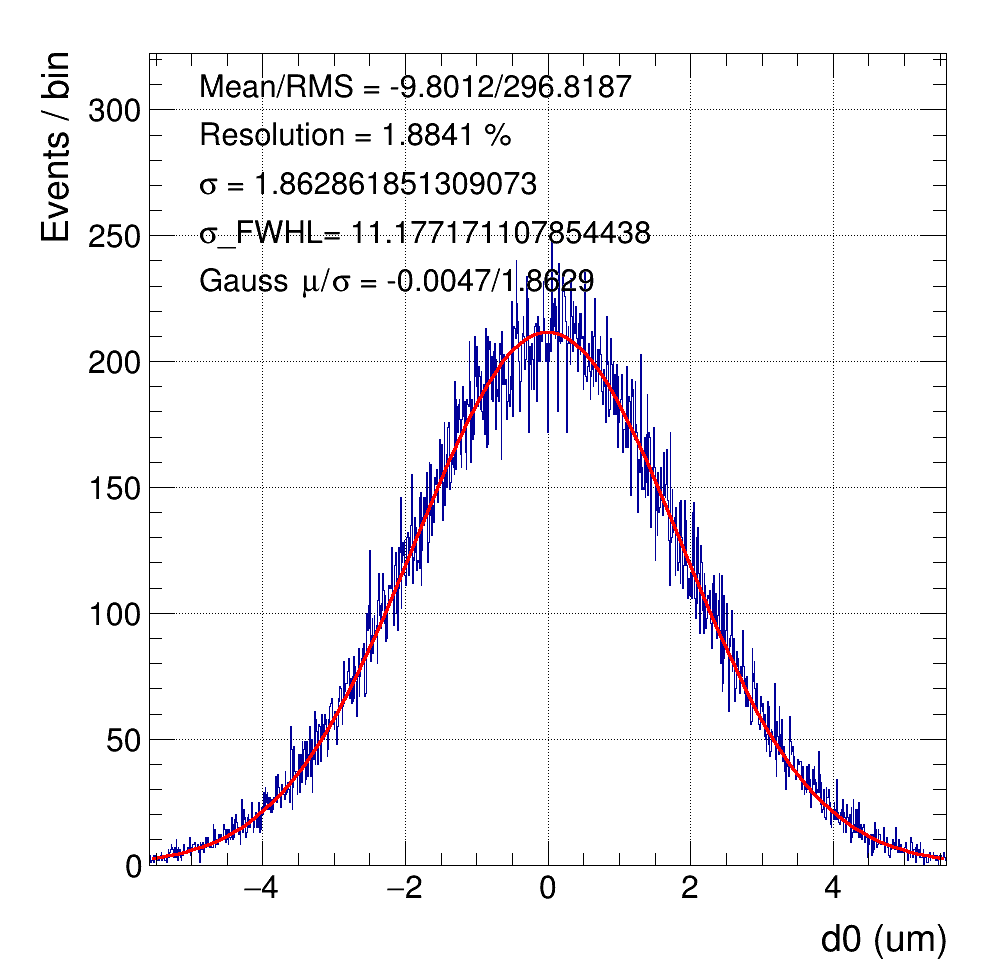 Events / bin
Mean/RMS = -9.8012/296.8187
Resolution = 1.8841 %
σ = 1.862861851309073
σ_FWHL= 11.177171107854438
Gauss μ/σ = -0.0047/1.8629
300
250
200
150
100
50
0
−4 −2 0 2 4
d0 (um)